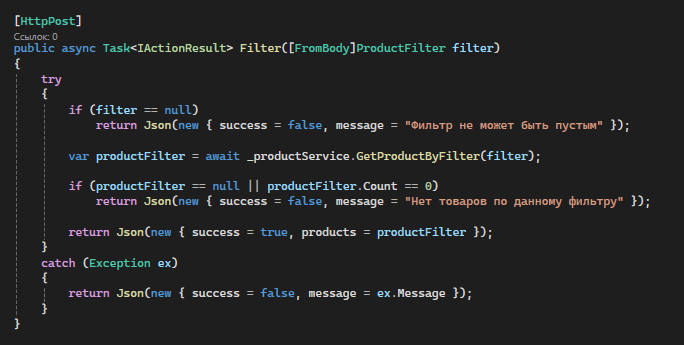 [HttpPost]
Ссылок: 0
public async Task<IActionResult> Filter([FromBody]ProductFilter filter)
{
    try
    {
        if (filter == null)
            return Json(new { success = false, message = "Фильтр не может быть пустым" });
        var productFilter = await _productService.GetProductByFilter(filter);
        if (productFilter == null || productFilter.Count == 0)
            return Json(new { success = false, message = "Нет товаров по данному фильтру" });
        return Json(new { success = true, products = productFilter });
    }
    catch (Exception ex)
    {
        return Json(new { success = false, message = ex.Message });
    }
}